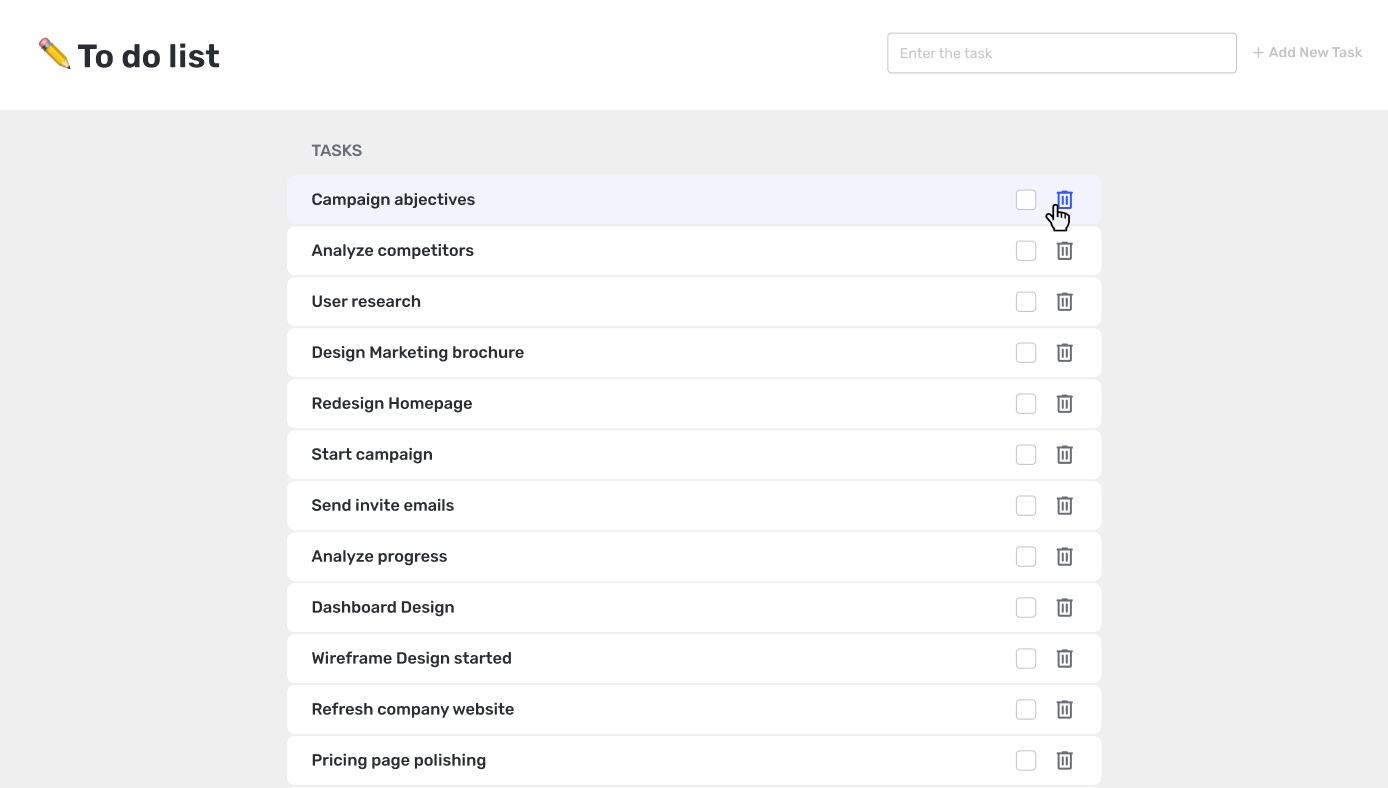 To do list
Enter the task
+ Add New Task
TASKS
Campaign abjectives
Analyze competitors
User research
Design Marketing brochure
Redesign Homepage
Start campaign
Send invite emails
Analyze progress
Dashboard Design
Wireframe Design started
Refresh company website
Pricing page polishing